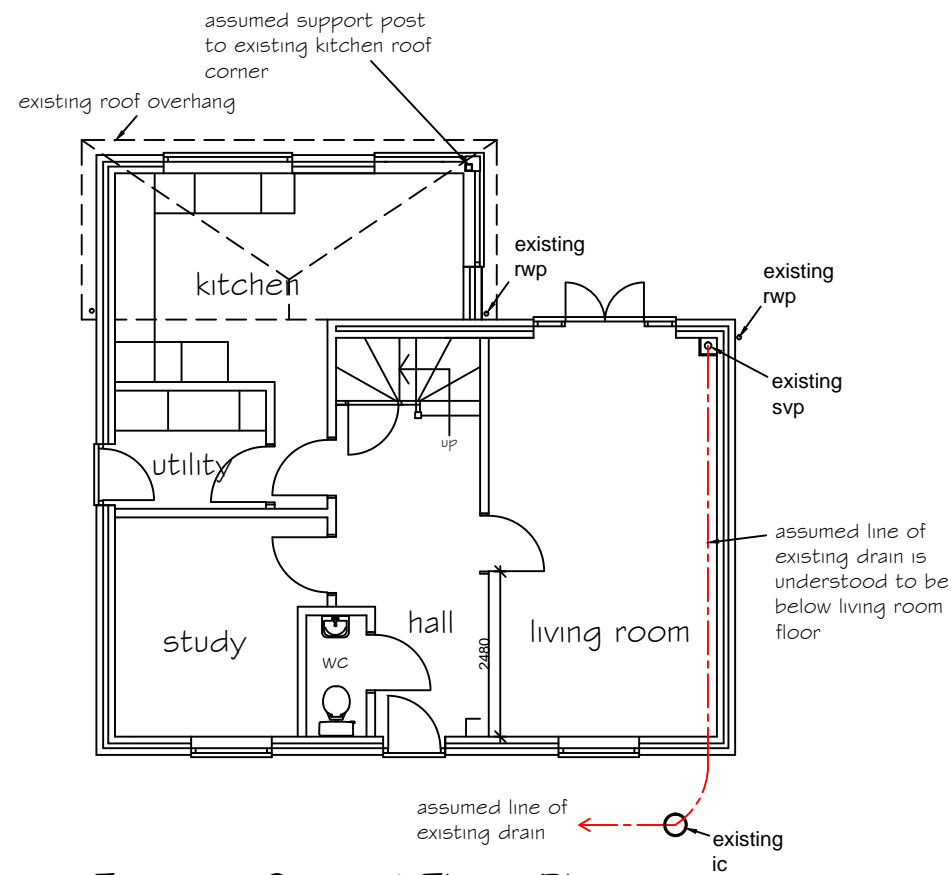 assumed support post
to existing kitchen roof
corner
existing roof overhang
existing
rwp
existing
rwp
kitchen
existing
svp
up
utility
assumed line of
existing drain is
understood to be
below living room
floor
hall
living room
study
2480
wc
assumed line of
existing drain
existing
ic